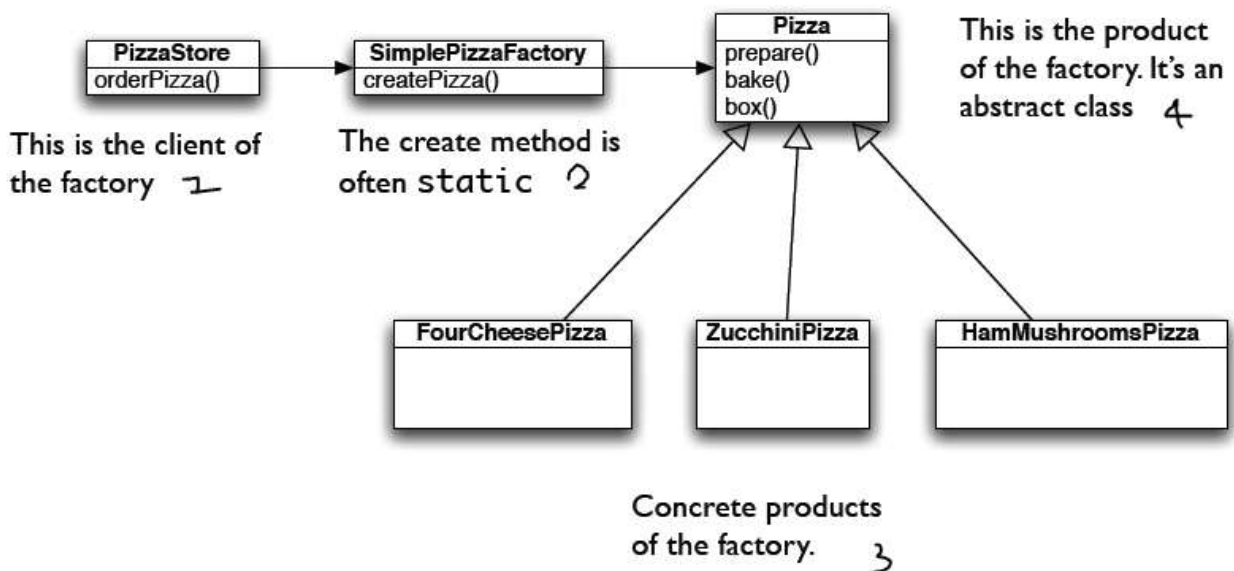 PizzaStore
orderPizza()
SimplePizzaFactory
createPizza()
Pizza
prepare()
bake()
box()
This is the product
of the factory. It's an
abstract class 4
This is the client of
the factory
The create method is
often static 2
FourCheesePizza
ZucchiniPizza
HamMushroomsPizza
Concrete products
of the factory. 3